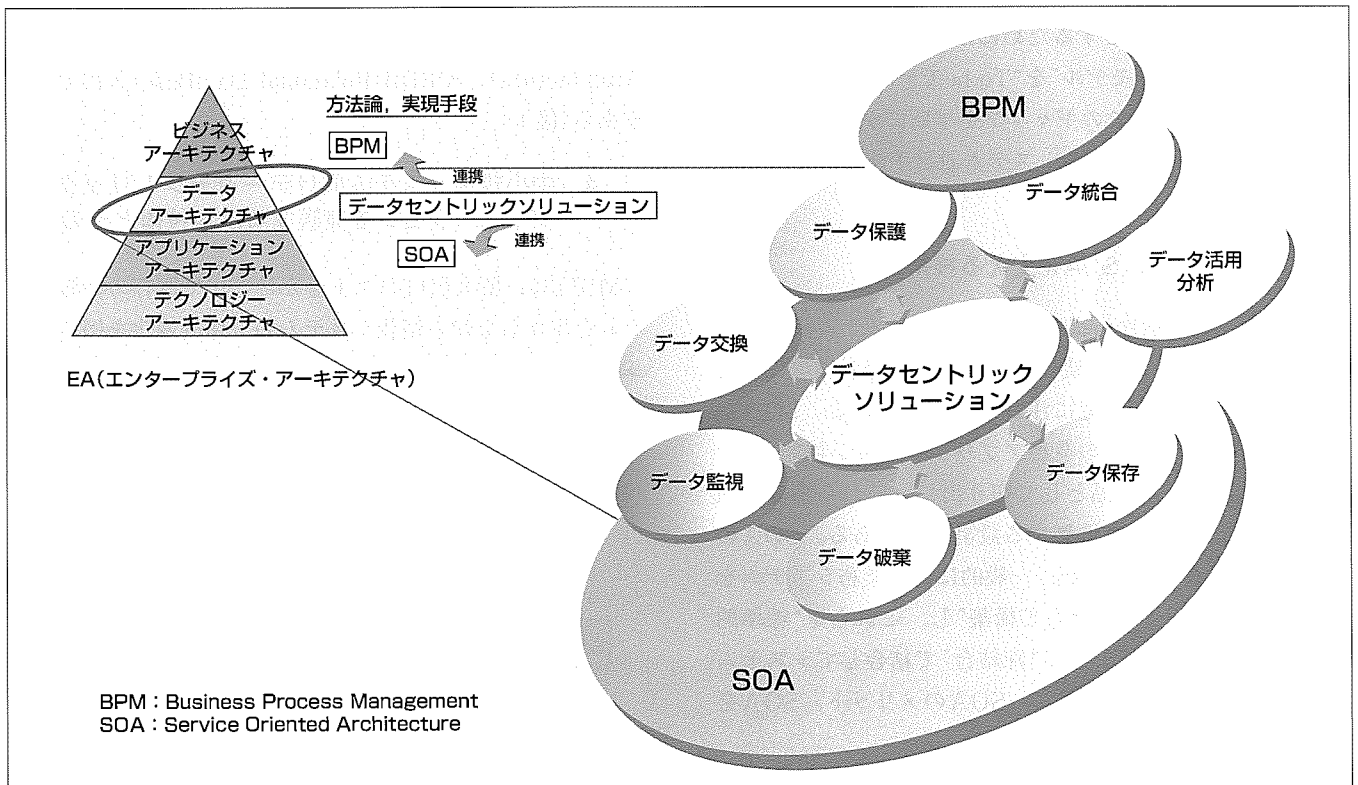 ビジネス
アーキテクチャ
データ
アーキテクチャ
アプリケーション
アーキテクチャ
テクノロジー
アーキテクチャ
EA(エンタープライズ・アーキテクチャ)
方法論，実現手段
BPM
連携
データセントリックソリューション
連携
SOA
BPM
データ統合
データ保護
データ活用
分析
データ交換
データセントリック
ソリューション
データ監視
データ保存
データ破棄
SOA
BPM：Business Process Management
SOA：Service Oriented Architecture